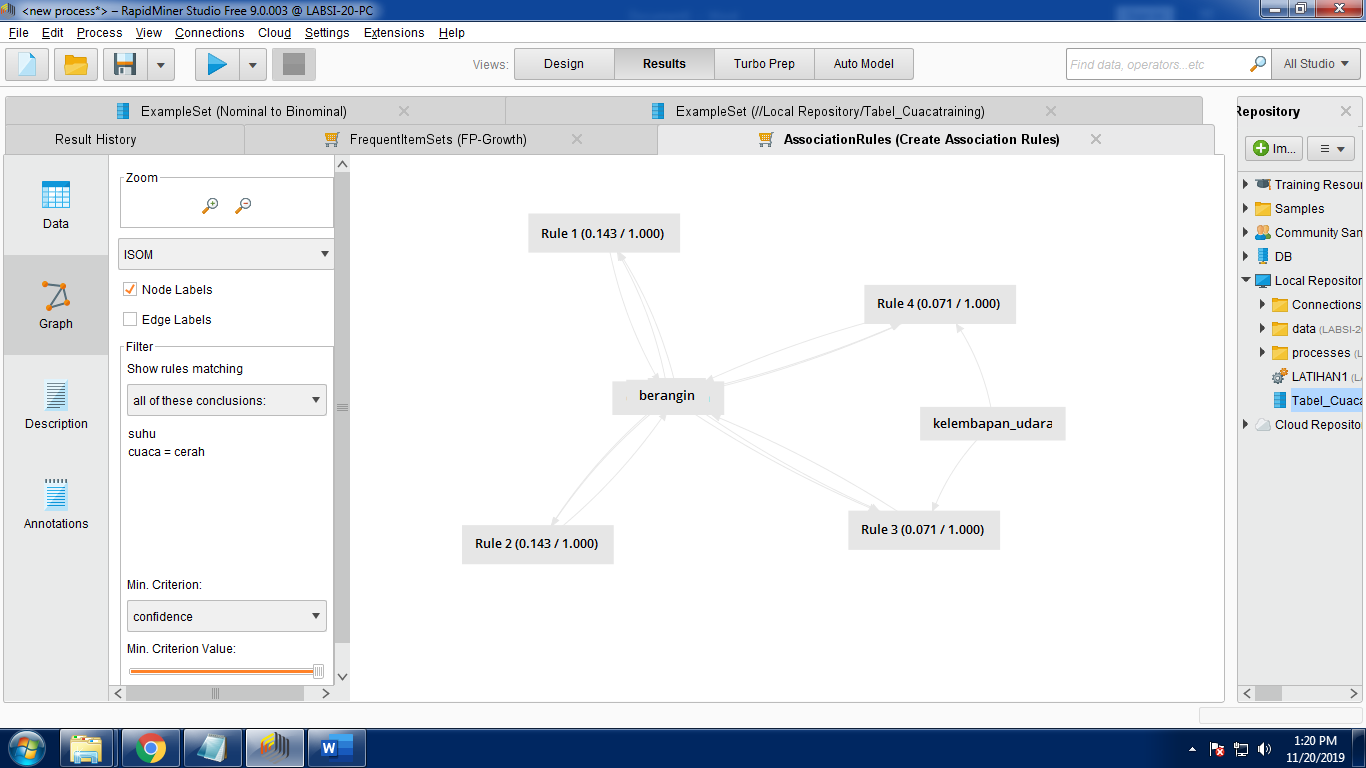 <new process*> – RapidMiner Studio Free 9.0.003 @ LABSI-20-PC
File Edit Process View Connections Cloud Settings Extensions Help
Views: Design Results Turbo Prep Auto Model Find data, operators...etc All Studio
ExampleSet (Nominal to Binominal) ExampleSet (//Local Repository/Tabel_Cuacatraining)
Result History FrequentItemSets (FP-Growth) AssociationRules (Create Association Rules)
Data
Graph
Description
Annotations
Zoom
ISOM
Node Labels
Edge Labels
Filter
Show rules matching
all of these conclusions:
suhu
cuaca = cerah
Min. Criterion:
confidence
Min. Criterion Value:
Rule 1 (0.143 / 1.000)
Rule 4 (0.071 / 1.000)
berangin
kelembapan_udara
Rule 3 (0.071 / 1.000)
Rule 2 (0.143 / 1.000)
Repository
Im...
Training Resou
Samples
Community San
DB
Local Repositor
Connections
data (LABSI-2
processes (L
LATIHAN1 (LA
Tabel_Cuaca
Cloud Reposito
W
1:20 PM
11/20/2019